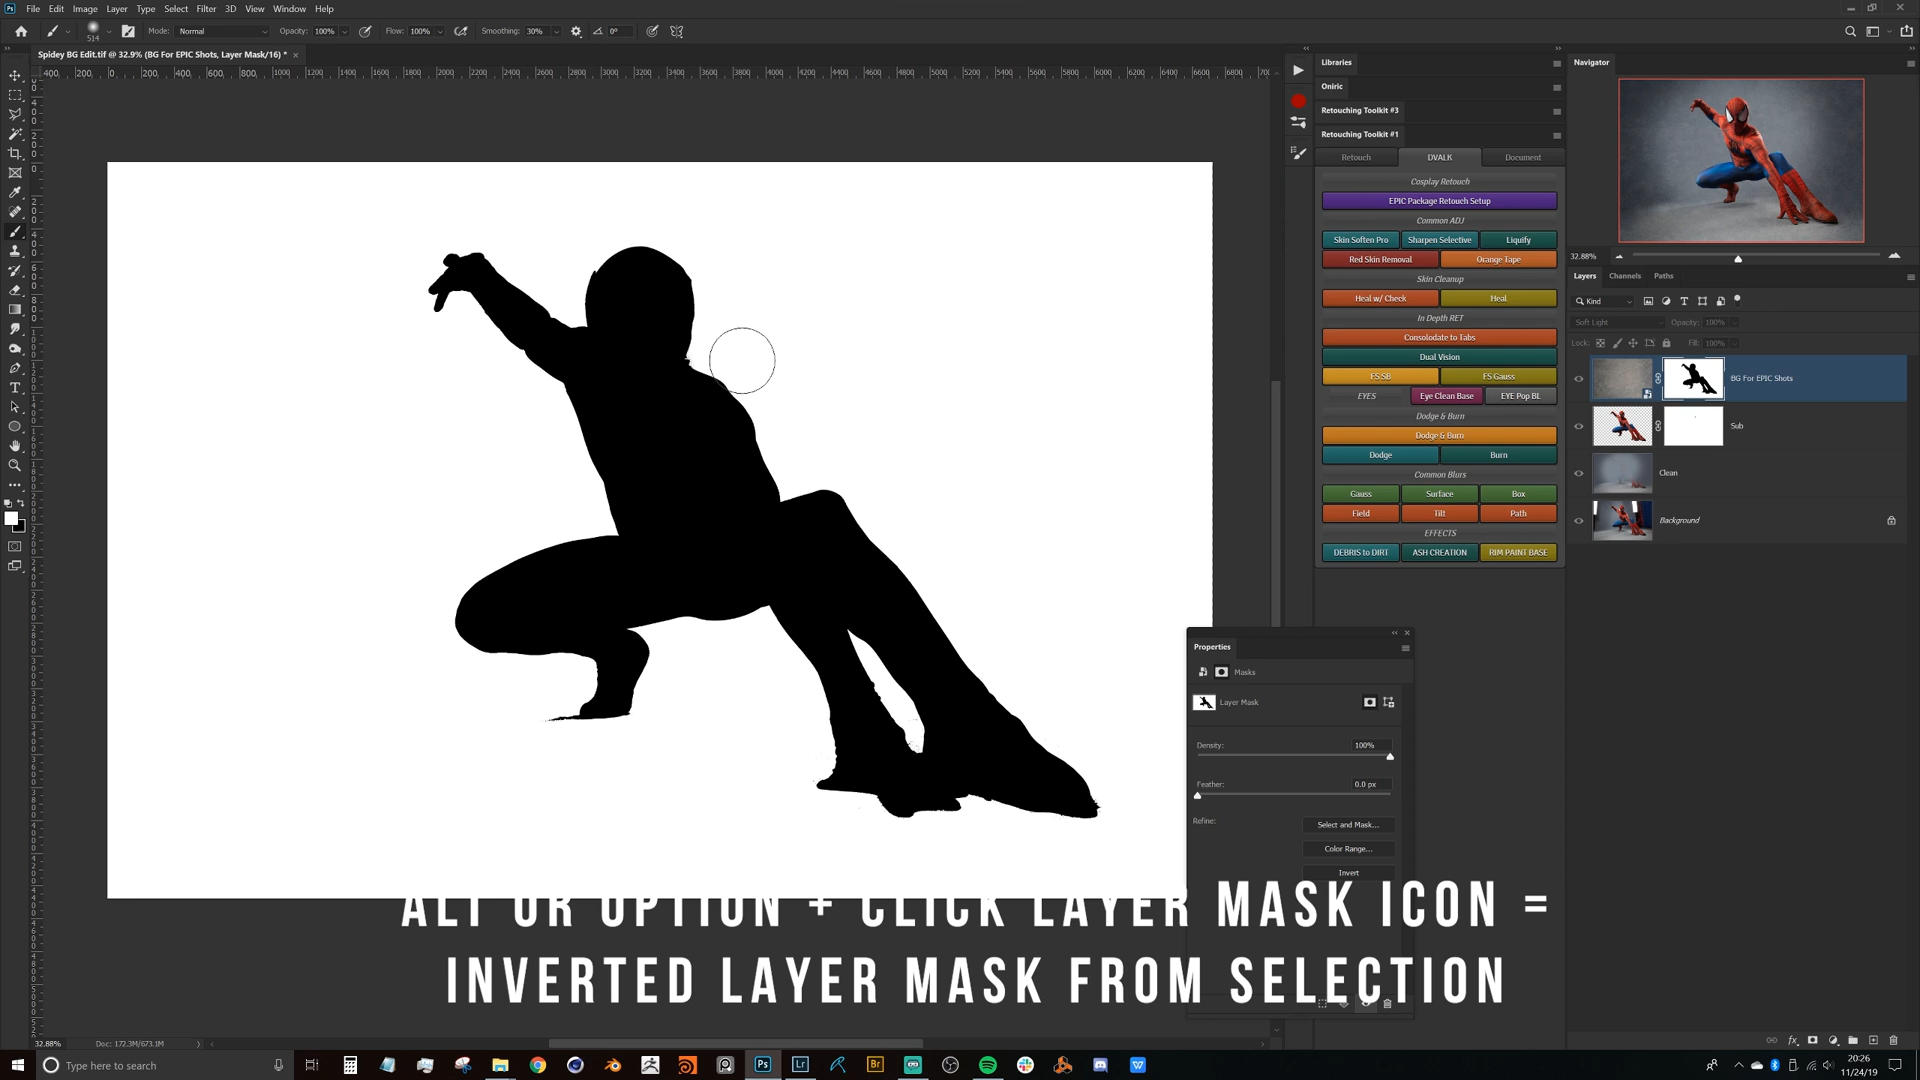 File Edit Image Layer Type Select Filter 3D View Window Help
514 Mode: Normal Opacity: 100% Flow: 100% Smoothing: 30% 0°
Spidey BG Edit.tif @ 32.9% (BG For EPIC Shots, Layer Mask/16) *
Libraries
Oniric
Retouching Toolkit #3
Retouching Toolkit #1
Retouch DVALK Document
Cosplay Retouch
EPIC Package Retouch Setup
Common ADJ
Skin Soften Pro Sharpen Selective Liquify
Red Skin Removal Orange Tape
Skin Cleanup
Heal w/ Check Heal
In Depth RET
Consolodate to Tabs
Dual Vision
FS SB FS Gauss
EYES Eye Clean Base EYE Pop BL
Dodge & Burn
Dodge & Burn
Dodge Burn
Common Blurs
Gauss Surface Box
Field Tilt Path
EFFECTS
DEBRIS to DIRT ASH CREATION RIM PAINT BASE
Navigator
32.88%
Layers Channels Paths
Kind
Soft Light Opacity: 100%
Lock: Fill: 100%
BG For EPIC Shots
Sub
Clean
Background
Properties
Masks
Layer Mask
Density: 100%
Feather: 0.0 px
Refine: Select and Mask...
Color Range...
Invert
ALT OR OPTION + CLICK LAYER MASK ICON =
INVERTED LAYER MASK FROM SELECTION
32.88% Doc: 172.3M/673.1M
Type here to search
20:26
11/24/19